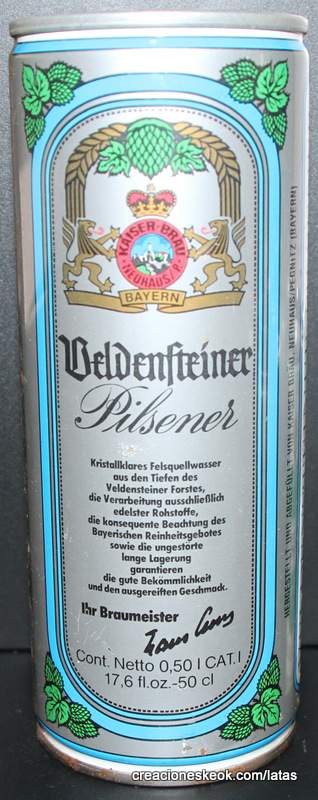 KAISER-BRÄU
NEUHAUS/P.
BAYERN
Veldensteiner
Pilsener
Kristallklares Felsquellwasser
aus den Tiefen des
Veldensteiner Forstes,
die Verarbeitung ausschließlich
edelster Rohstoffe,
die konsequente Beachtung des
Bayerischen Reinheitsgebotes
sowie die ungestörte
lange Lagerung
garantieren
die gute Bekömmlichkeit
und den ausgereiften Geschmack.
Ihr Braumeister
Cont. Netto 0,50 l CAT.I
17,6 fl.oz.-50 cl
HERGESTELLT UND ABGEFÜLLT VON KAISER BRÄU, NEUHAUS/PEGNITZ (BAYERN)
creacioneskeok.com/latas